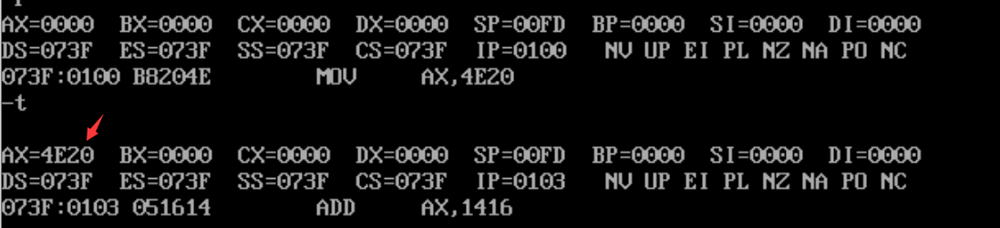 AX=0000 BX=0000 CX=0000 DX=0000 SP=00FD BP=0000 SI=0000 DI=0000
DS=073F ES=073F SS=073F CS=073F IP=0100 NV UP EI PL NZ NA PO NC
073F:0100 B8204E MOV AX,4E20
-t
AX=4E20 BX=0000 CX=0000 DX=0000 SP=00FD BP=0000 SI=0000 DI=0000
DS=073F ES=073F SS=073F CS=073F IP=0103 NV UP EI PL NZ NA PO NC
073F:0103 051614 ADD AX,1416